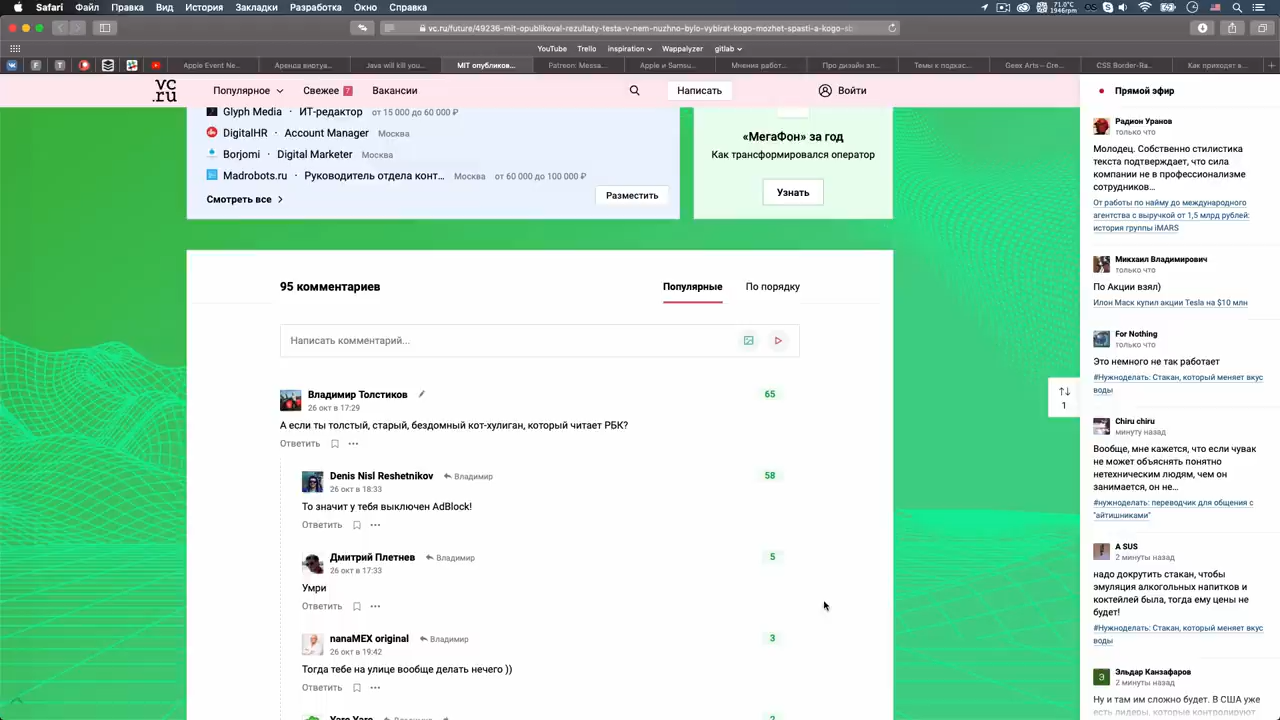 Safari Файл Правка Вид История Закладки Окно Справка
vc.ru/future/49236-mit-opublikoval-rezultaty-testa-v-nem-nuzhno-bylo-vybirat-kogo-mozhet-spasti-a-kogo-sb
YouTube Trello inspiration Wappalyzer gitlab
Apple Event Ne... Аренда виртуа... Java kill you... MIT опубликов... Patreon: Messa... Apple и Samsu... Мнения работ... Про дизайн эл... Темы к подкас... Geex Arts – Cre... CSS Border-Ra... Как приходят в...
vc.ru
Популярное Свежее 7 Вакансии Написать Войти
Glyph Media · ИТ-редактор от 15 000 до 60 000 ₽
DigitalHR · Account Manager Москва
Borjomi · Digital Marketer Москва
Madrobots.ru · Руководитель отдела конт... Москва от 60 000 до 100 000 ₽
Смотреть все
Разместить
«МегаФон» за год
Как трансформировался оператор
Узнать
95 комментариев
Популярные По порядку
Написать комментарий...
Владимир Толстиков 65
26 окт в 17:29
А если ты толстый, старый, бездомный кот-хулиган, который читает РБК?
Ответить
Denis Nisl Reshetnikov Владимир 58
26 окт в 18:33
То значит у тебя выключен AdBlock!
Ответить
Дмитрий Плетнев Владимир 5
26 окт в 17:33
Умри
Ответить
nanaMEX original Владимир 3
26 окт в 19:42
Тогда тебе на улице вообще делать нечего ))
Ответить
1
Прямой эфир
Радион Уранов
только что
Молодец. Собственно стилистика
текста подтверждает, что сила
компании не в профессионализме
сотрудников...
От работы по найму до международного
агентства с выручкой от 1,5 млрд рублей:
история группы iMARS
Микхаил Владимирович
только что
По Акции взял)
Илон Маск купил акции Tesla на $10 млн
For Nothing
только что
Это немного не так работает
#Нужноделать: Стакан, который меняет вкус
воды
Chiru chiru
минуту назад
Вообще, мне кажется, что если чувак
не может объяснять понятно
нетехническим людям, чем он
занимается, он не...
#нужноделать: переводчик для общения с
"айтишниками"
A SUS
2 минуты назад
надо докрутить стакан, чтобы
эмуляция алкогольных напитков и
коктейлей была, тогда ему цены не
будет!
#Нужноделать: Стакан, который меняет вкус
воды
Э
Эльдар Канзафаров
2 минуты назад
Ну и там им сложно будет. В США уже
есть лидеры, которые контролируют